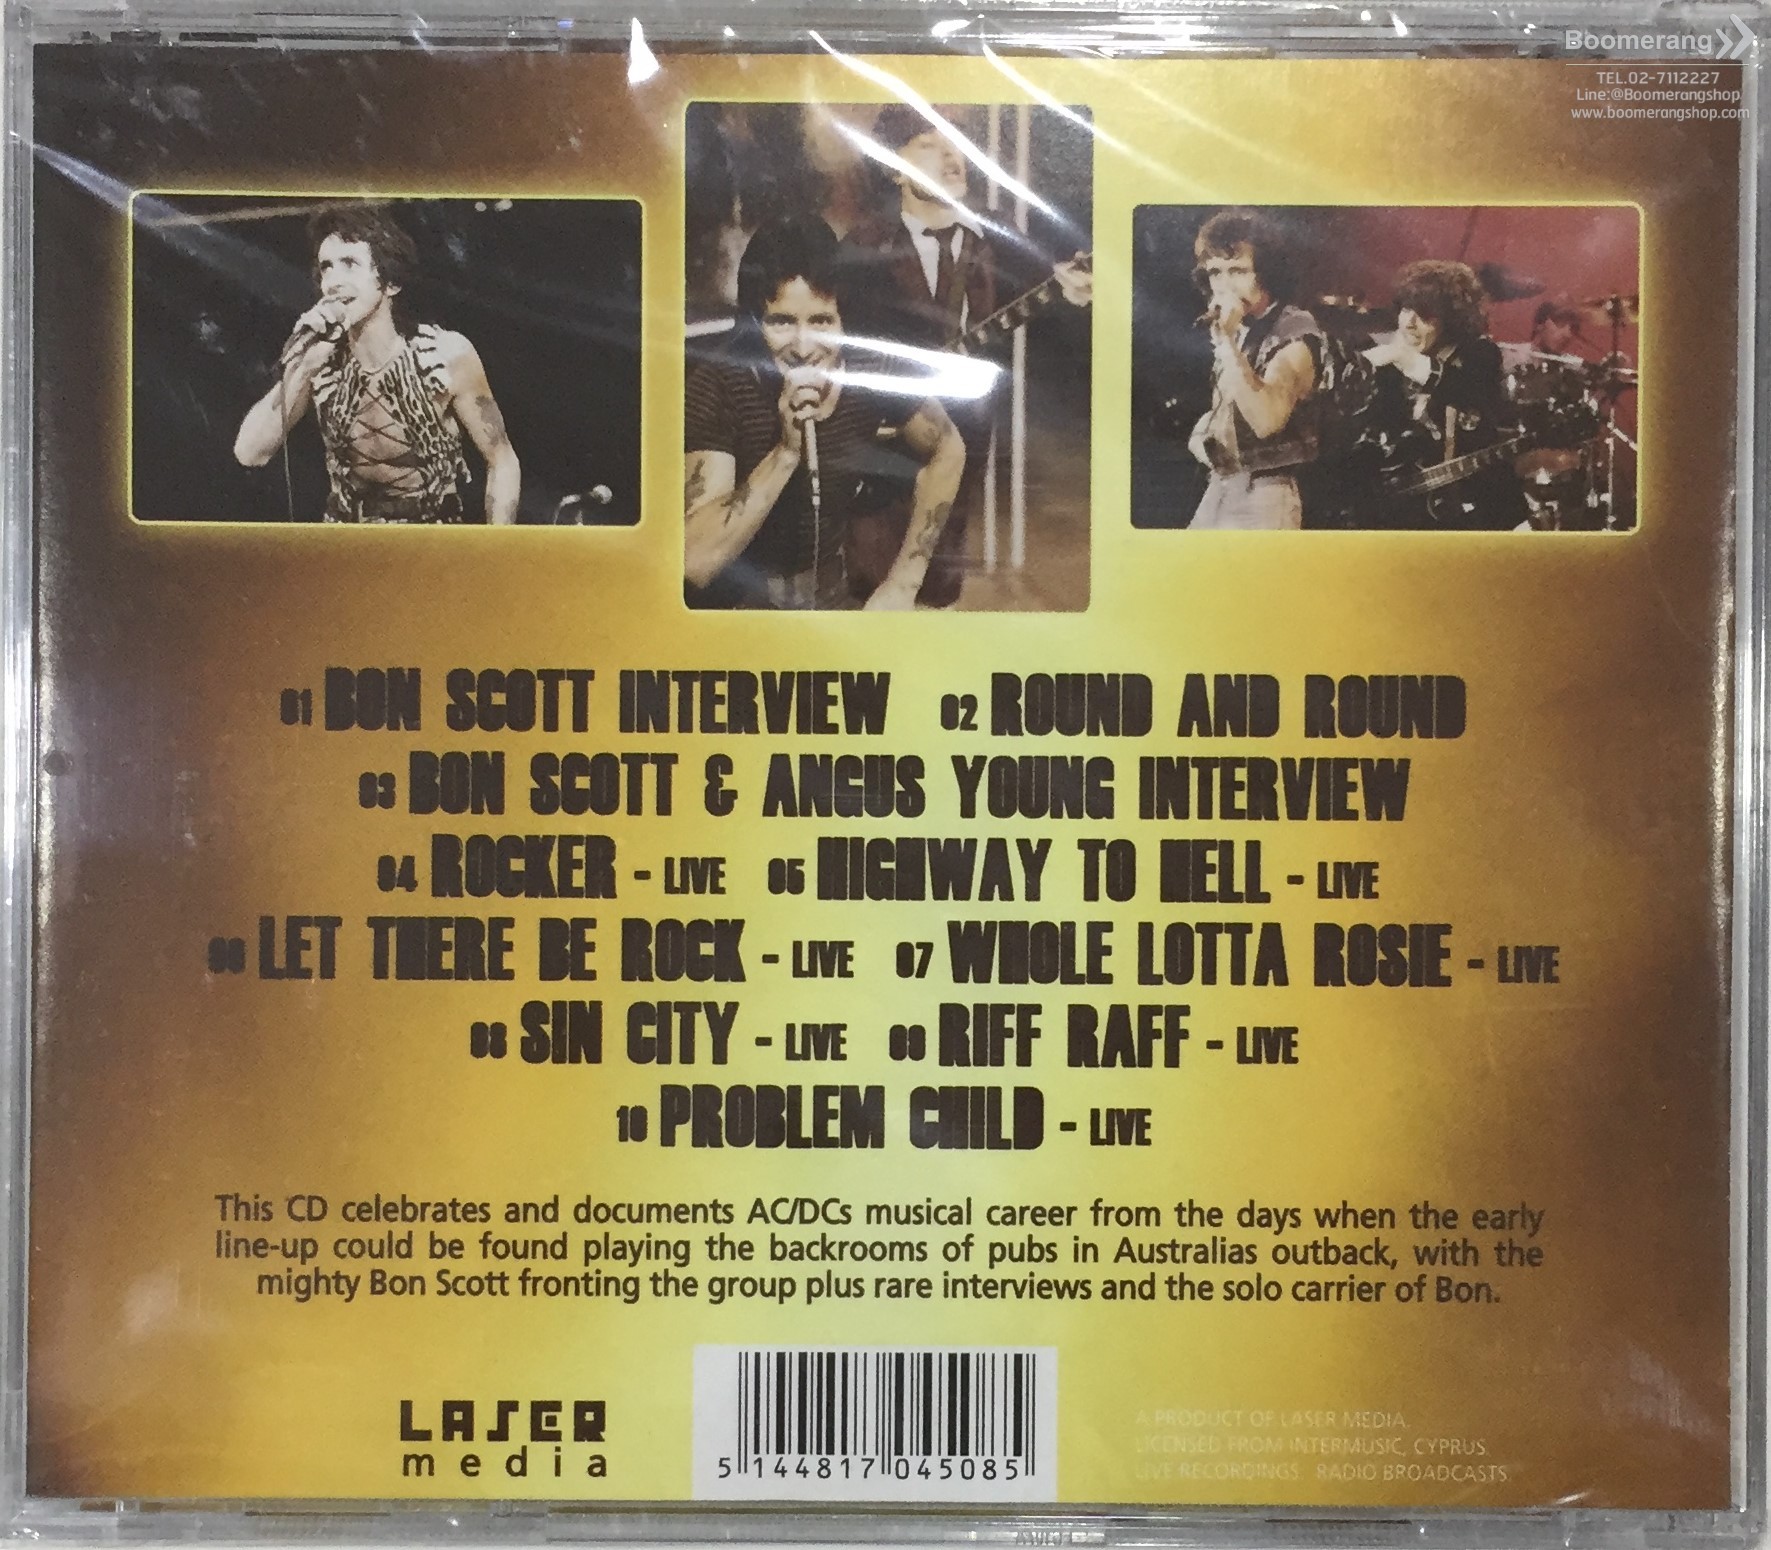 Boomerang
TEL.02-7112227
Line:@Boomerangshop
www.boomerangshop.com
01 BON SCOTT INTERVIEW 02 ROUND AND ROUND
03 BON SCOTT & ANGUS YOUNG INTERVIEW
04 ROCKER - LIVE 05 HIGHWAY TO HELL - LIVE
06 LET THERE BE ROCK - LIVE 07 WHOLE LOTTA ROSIE - LIVE
08 SIN CITY - LIVE 09 RIFF RAFF - LIVE
10 PROBLEM CHILD - LIVE
This CD celebrates and documents AC/DCs musical career from the days when the early
line-up could be found playing the backrooms of pubs in Australias outback, with the
mighty Bon Scott fronting the group plus rare interviews and the solo carrier of Bon.
LASER
media
5 144817 045085
A PRODUCT OF LASER MEDIA.
LICENSED FROM INTERMUSIC, CYPRUS.
LIVE RECORDINGS. RADIO BROADCASTS.